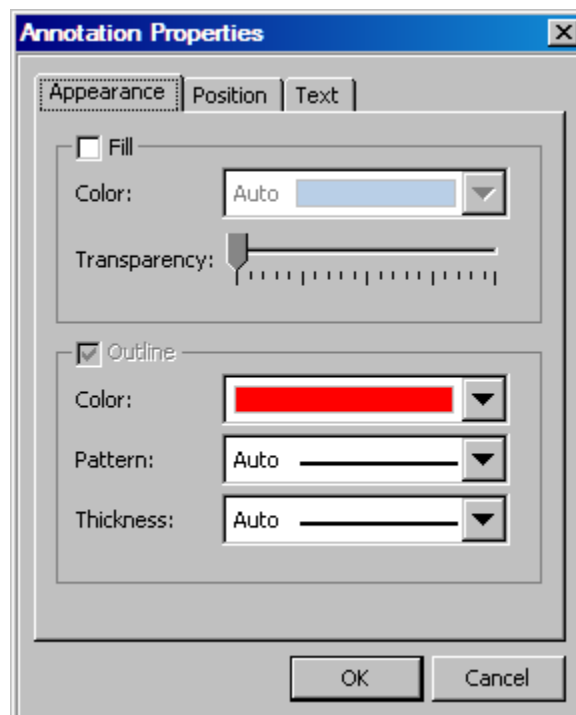 Annotation Properties
Appearance Position Text
Fill
Color: Auto
Transparency:
Outline
Color:
Pattern: Auto
Thickness: Auto
OK Cancel